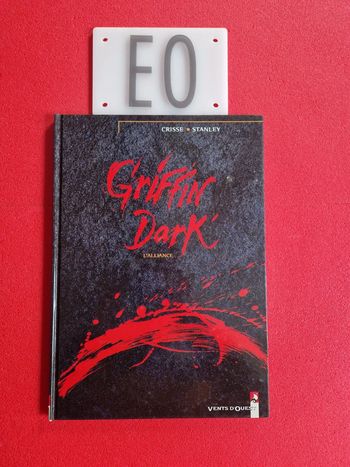 EO
CRISSE • STANLEY
Griffin
Dark
L'ALLIANCE
VENTS D'OUEST